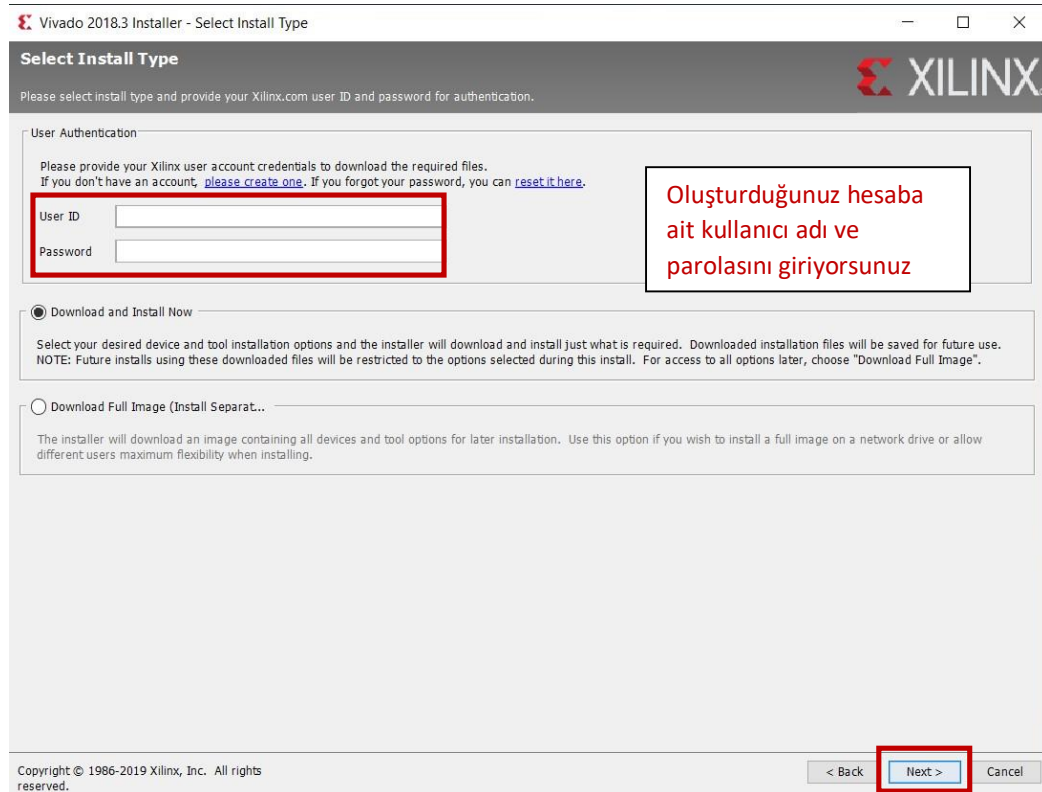 Vivado 2018.3 Installer - Select Install Type
Select Install Type
XILINX
Please select install type and provide your Xilinx.com user ID and password for authentication.
User Authentication
Please provide your Xilinx user account credentials to download the required files.
If you don't have an account, please create one. If you forgot your password, you can reset it here.
User ID
Password
Oluşturduğunuz hesaba
ait kullanıcı adı ve
parolasını giriyorsunuz
Download and Install Now
Select your desired device and tool installation options and the installer will download and install just what is required. Downloaded installation files will be saved for future use.
NOTE: Future installs using these downloaded files will be restricted to the options selected during this install. For access to all options later, choose "Download Full Image".
Download Full Image (Install Separat...
The installer will download an image containing all devices and tool options for later installation. Use this option if you wish to install a full image on a network drive or allow
different users maximum flexibility when installing.
Copyright © 1986-2019 Xilinx, Inc. All rights
reserved.
< Back
Next >
Cancel